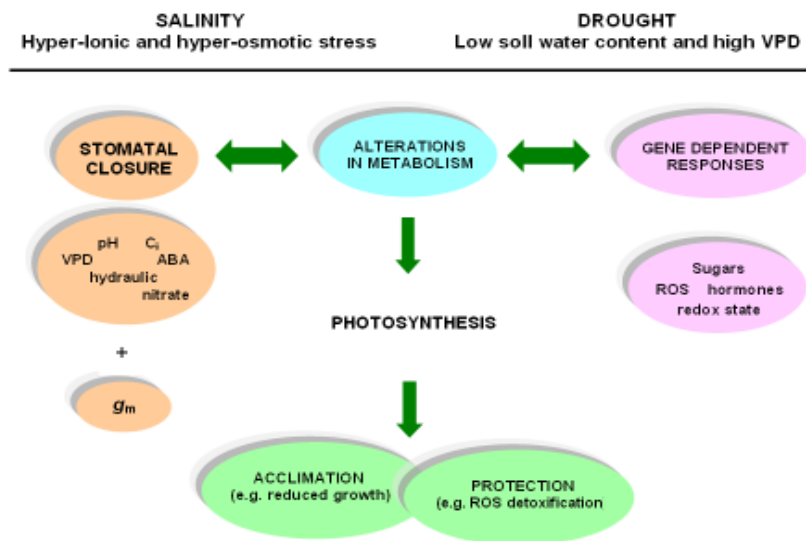 SALINITY
Hyper-Ionic and hyper-osmotic stress
DROUGHT
Low soil water content and high VPD
STOMATAL
CLOSURE
ALTERATIONS
IN METABOLISM
GENE DEPENDENT
RESPONSES
pH Ci
VPD ABA
hydraulic
nitrate
Sugars
ROS hormones
redox state
PHOTOSYNTHESIS
+
gm
ACCLIMATION
(e.g. reduced growth)
PROTECTION
(e.g. ROS detoxification)